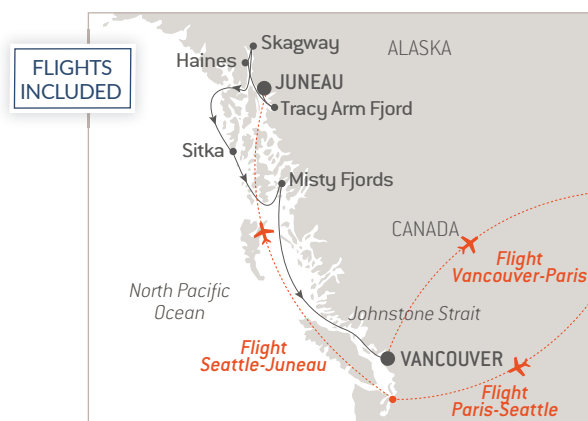 Skagway
ALASKA
Haines
FLIGHTS
INCLUDED
JUNEAU
Tracy Arm Fjord
Sitka
Misty Fjords
CANADA
Flight
Vancouver-Paris
North Pacific
Ocean
Johnstone Strait
Flight
Seattle-Juneau
VANCOUVER
Flight
Paris-Seattle